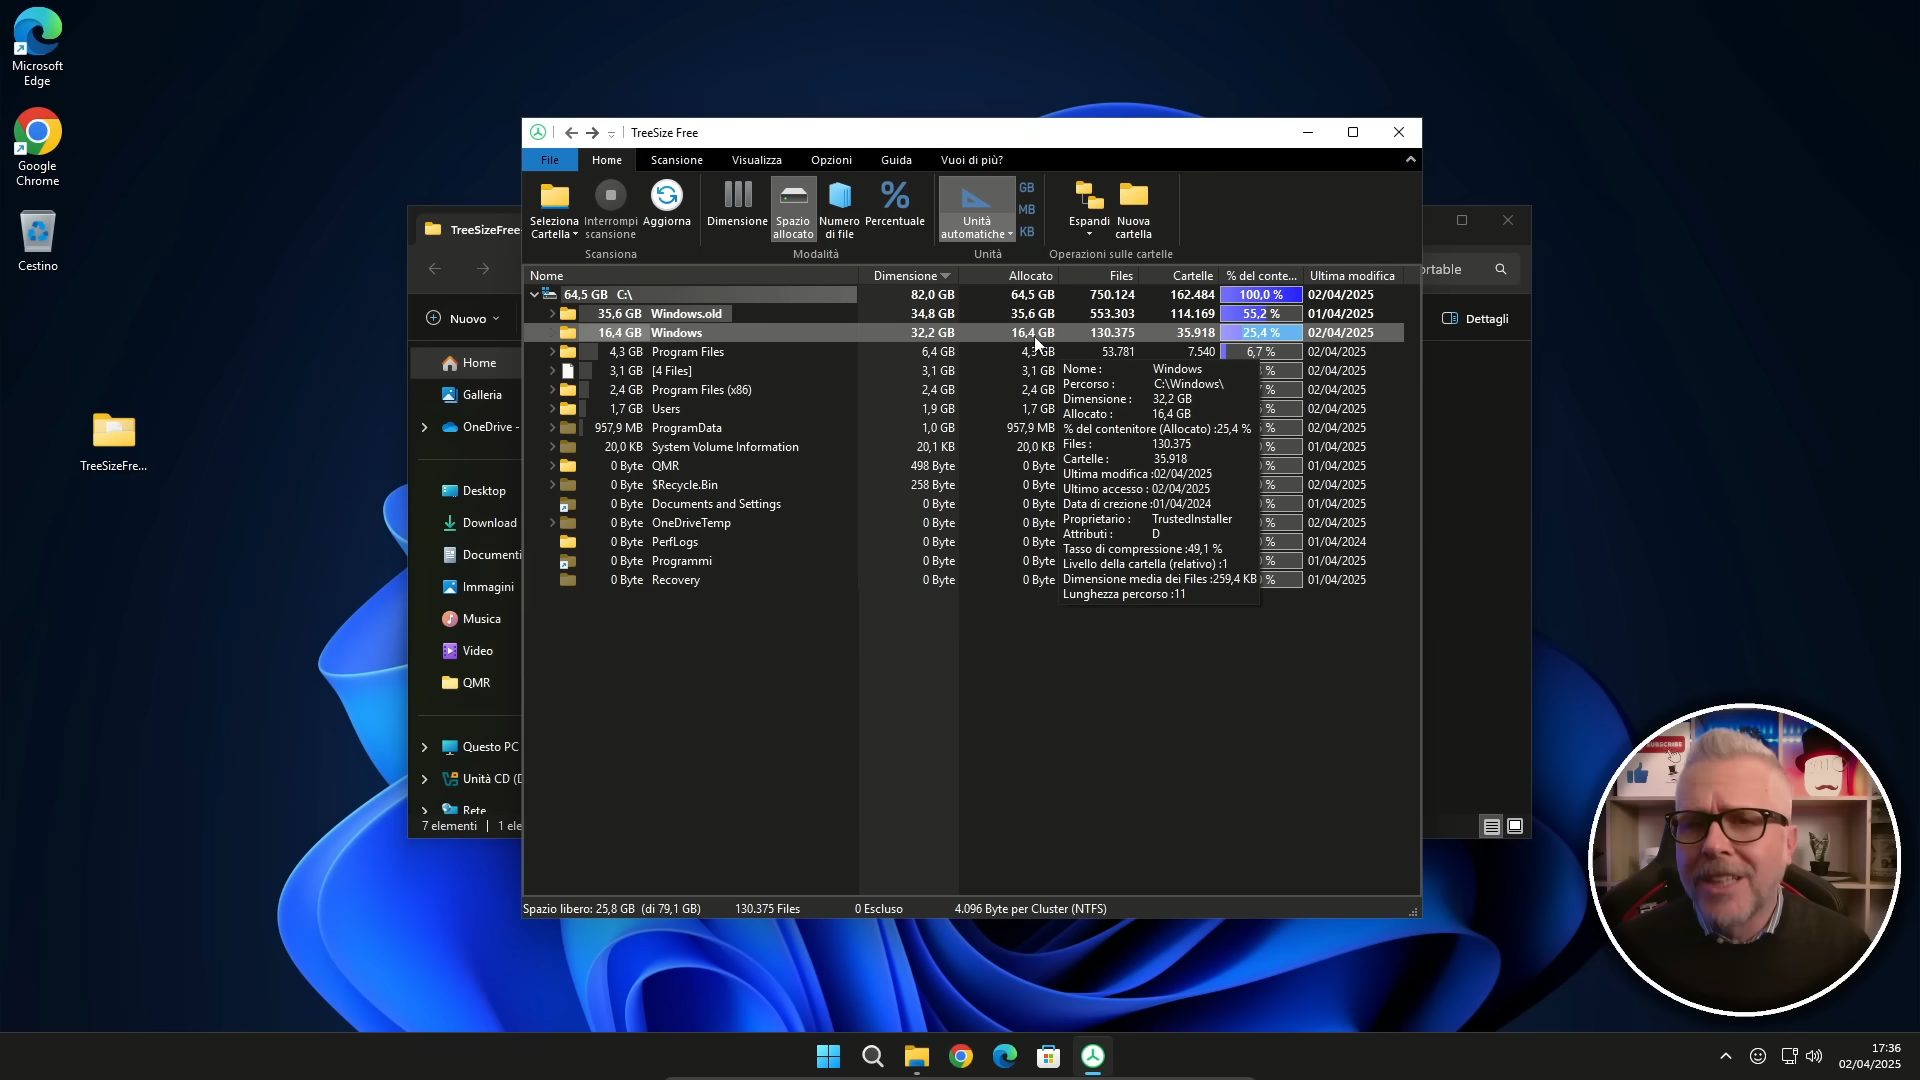 Microsoft
Edge
Google
Chrome
Cestino
TreeSizeFre...
TreeSizeFree
Nuovo
Home
Galleria
OneDrive -
Desktop
Download
Documenti
Immagini
Musica
Video
QMR
Questo PC
Unità CD (D
Rete
7 elementi
1 ele
rtable
Dettagli
TreeSize Free
File Home Scansione Visualizza Opzioni Guida Vuoi di più?
Seleziona
Cartella
Interrompi
scansione
Aggiorna
Dimensione
Spazio
allocato
Numero
di file
Percentuale
Unità
automatiche
GB
MB
KB
Espandi
Nuova
cartella
Scansiona Modalità Unità Operazioni sulle cartelle
Nome Dimensione Allocato Files Cartelle % del conte... Ultima modifica
64,5 GB C:\ 82,0 GB 64,5 GB 750.124 162.484 100,0 % 02/04/2025
35,6 GB Windows.old 34,8 GB 35,6 GB 553.303 114.169 55,2 % 01/04/2025
16,4 GB Windows 32,2 GB 16,4 GB 130.375 35.918 25,4 % 02/04/2025
4,3 GB Program Files 6,4 GB 4,3 GB 53.781 7.540 6,7 % 02/04/2025
3,1 GB [4 Files] 3,1 GB 3,1 GB % 02/04/2025
2,4 GB Program Files (x86) 2,4 GB 2,4 GB % 02/04/2025
1,7 GB Users 1,9 GB 1,7 GB % 02/04/2025
957,9 MB ProgramData 1,0 GB 957,9 MB % 02/04/2025
20,0 KB System Volume Information 20,1 KB 20,0 KB % 01/04/2025
0 Byte QMR 498 Byte 0 Byte % 01/04/2025
0 Byte $Recycle.Bin 258 Byte 0 Byte % 02/04/2025
0 Byte Documents and Settings 0 Byte 0 Byte % 01/04/2025
0 Byte OneDriveTemp 0 Byte 0 Byte % 02/04/2025
0 Byte PerfLogs 0 Byte 0 Byte % 01/04/2024
0 Byte Programmi 0 Byte 0 Byte % 01/04/2025
0 Byte Recovery 0 Byte 0 Byte % 01/04/2025
Nome : Windows
Percorso : C:\Windows\
Dimensione : 32,2 GB
Allocato : 16,4 GB
% del contenitore (Allocato) :25,4 %
Files : 130.375
Cartelle : 35.918
Ultima modifica :02/04/2025
Ultimo accesso : 02/04/2025
Data di crezione :01/04/2024
Proprietario : TrustedInstaller
Attributi : D
Tasso di compressione :49,1 %
Livello della cartella (relativo) :1
Dimensione media dei Files :259,4 KB
Lunghezza percorso :11
Spazio libero: 25,8 GB (di 79,1 GB) 130.375 Files 0 Escluso 4.096 Byte per Cluster (NTFS)
SUBSCRIBE
17:36
02/04/2025